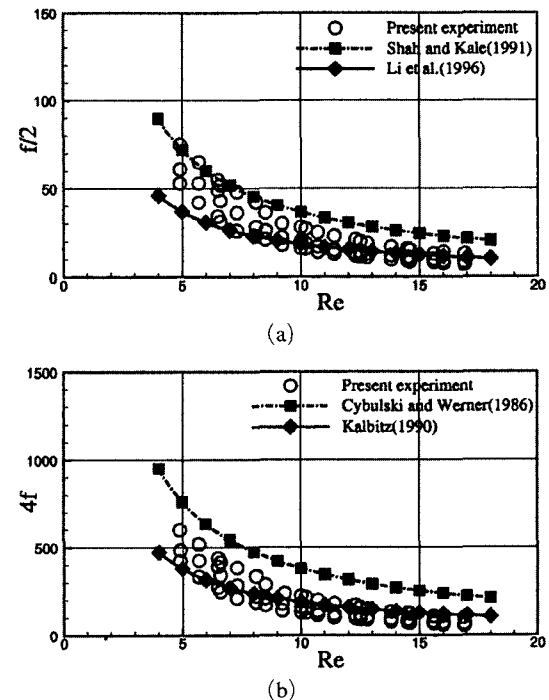 150
100
50
0
f/2
Present experiment
Shah and Kale(1991)
Li et al.(1996)
0 5 10 15 20
Re
(a)
1500
1000
500
0
4f
Present experiment
Cybulski and Werner(1986)
Kalbitz(1990)
0 5 10 15 20
Re
(b)